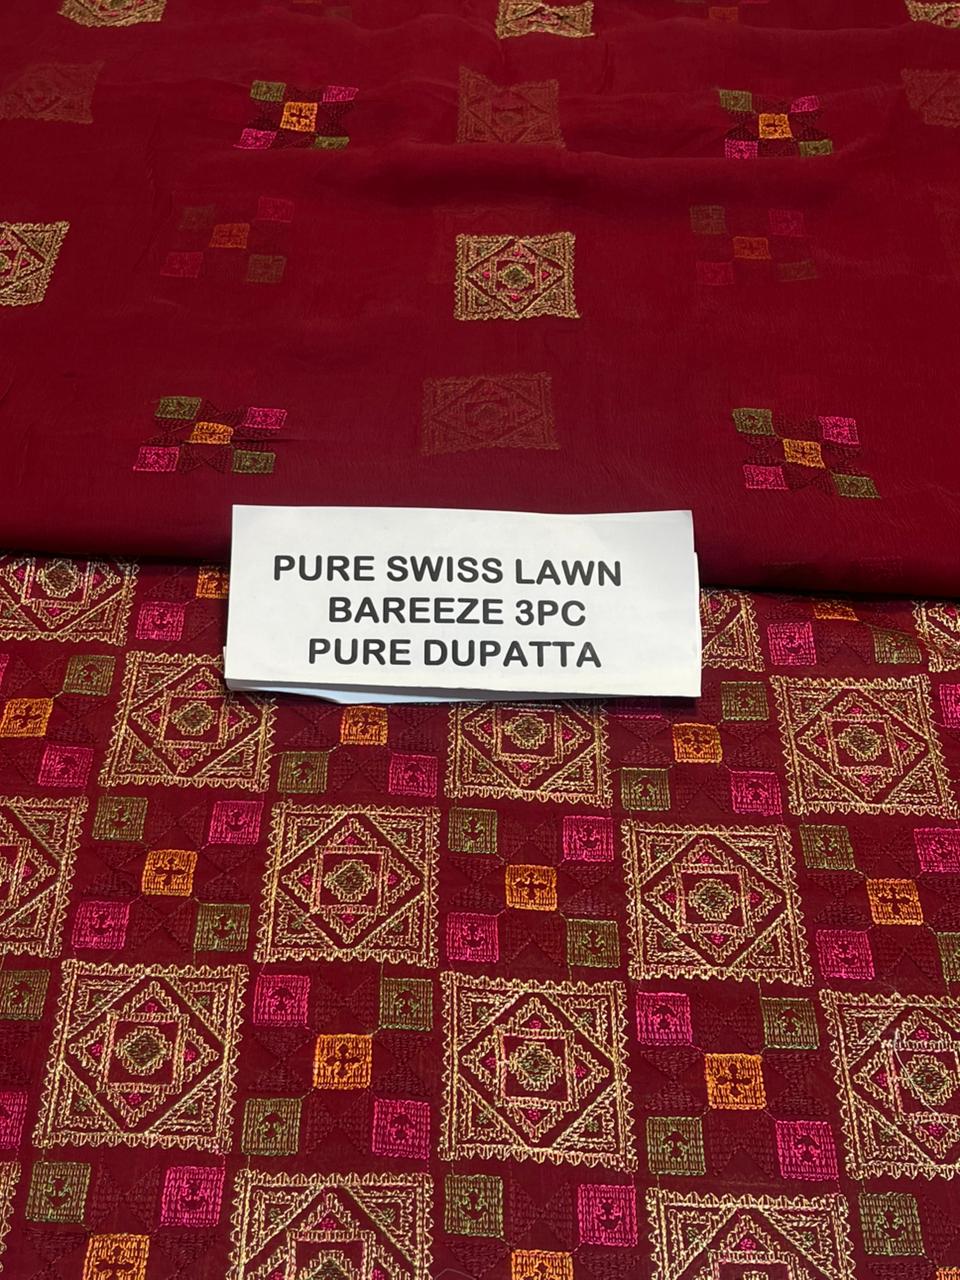 PURE SWISS LAWN
BAREEZE 3PC
PURE DUPATTA